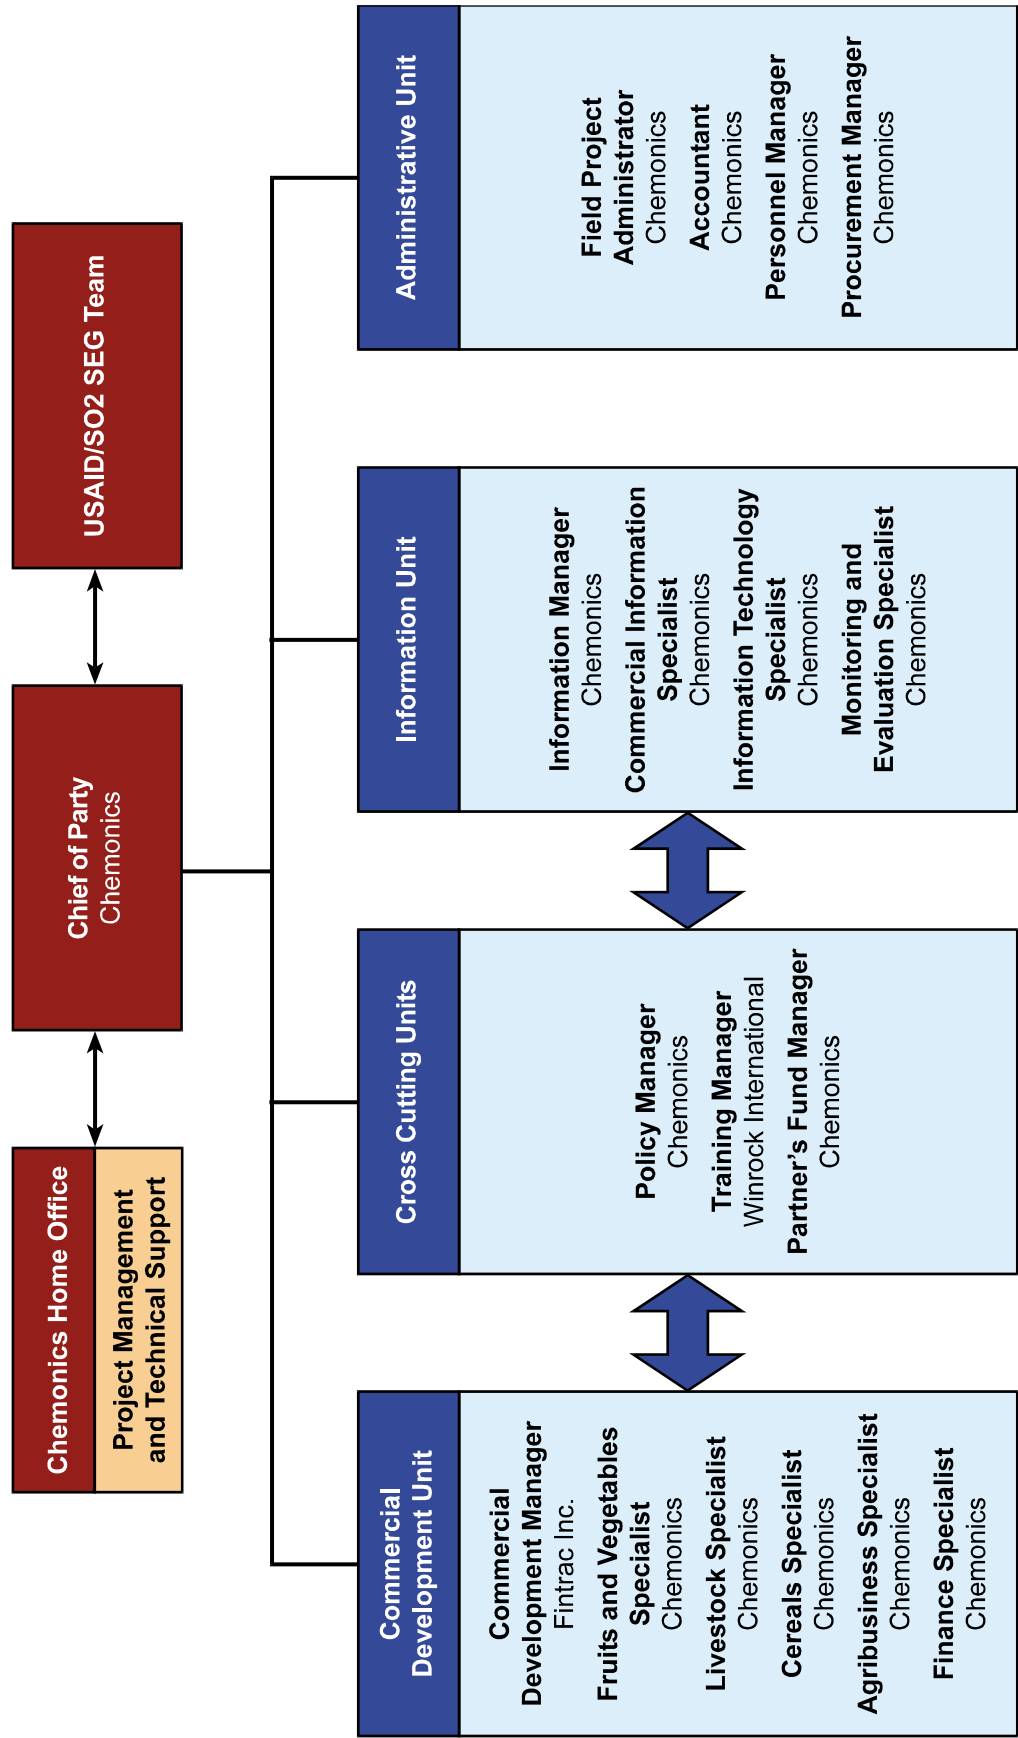 Chemonics Home Office
Project Management
and Technical Support
Chief of Party
Chemonics
USAID/SO2 SEG Team
Commercial
Development Unit
Commercial
Development Manager
Fintrac Inc.
Fruits and Vegetables
Specialist
Chemonics
Livestock Specialist
Chemonics
Cereals Specialist
Chemonics
Agribusiness Specialist
Chemonics
Finance Specialist
Chemonics
Cross Cutting Units
Policy Manager
Chemonics
Training Manager
Winrock International
Partner’s Fund Manager
Chemonics
Information Unit
Information Manager
Chemonics
Commercial Information
Specialist
Chemonics
Information Technology
Specialist
Chemonics
Monitoring and
Evaluation Specialist
Chemonics
Administrative Unit
Field Project
Administrator
Chemonics
Accountant
Chemonics
Personnel Manager
Chemonics
Procurement Manager
Chemonics